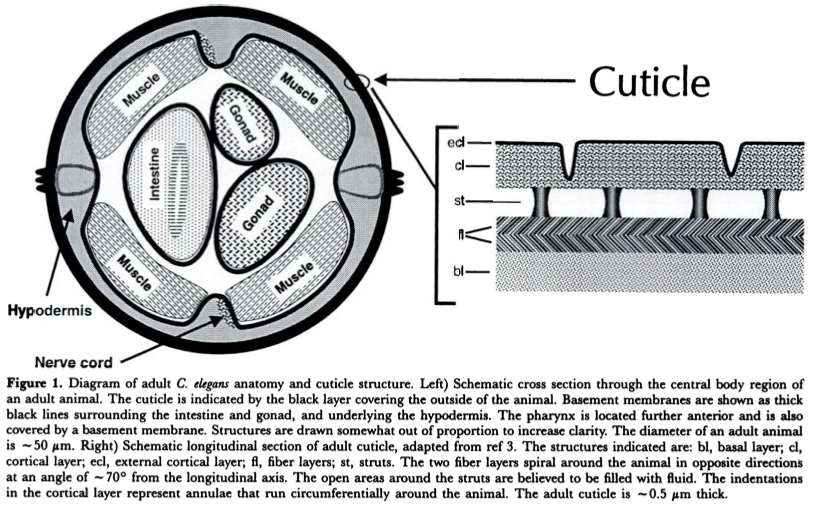 Muscle
Muscle
Gonad
Intestine
Gonad
Muscle
Muscle
Hypodermis
Nerve cord
Cuticle
ecl
cl
st
fl
bl
Figure 1. Diagram of adult C. elegans anatomy and cuticle structure. Left) Schematic cross section through the central body region of
an adult animal. The cuticle is indicated by the black layer covering the outside of the animal. Basement membranes are shown as thick
black lines surrounding the intestine and gonad, and underlying the hypodermis. The pharynx is located further anterior and is also
covered by a basement membrane. Structures are drawn somewhat out of proportion to increase clarity. The diameter of an adult animal
is ~50 μm. Right) Schematic longitudinal section of adult cuticle, adapted from ref 3. The structures indicated are: bl, basal layer; cl,
cortical layer; ecl, external cortical layer; fl, fiber layers; st, struts. The two fiber layers spiral around the animal in opposite directions
at an angle of ~70° from the longitudinal axis. The open areas around the struts are believed to be filled with fluid. The indentations
in the cortical layer represent annulae that run circumferentially around the animal. The adult cuticle is ~0.5 μm thick.